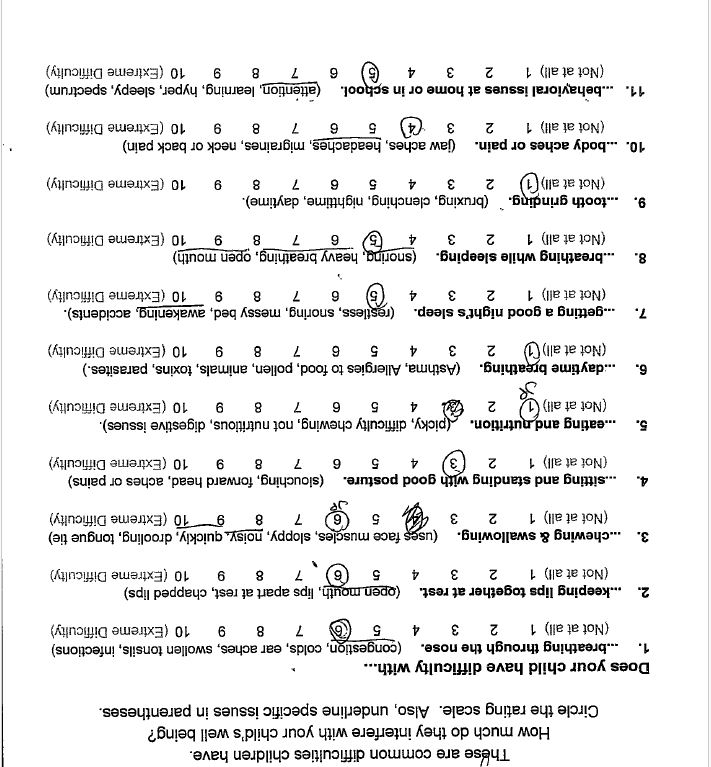 These are common difficulties children have.
How much do they interfere with your child's well being?
Circle the rating scale. Also, underline specific issues in parentheses.
Does your child have difficulty with...
1. ...breathing through the nose. (congestion, colds, ear aches, swollen tonsils, infections)
(Not at all) 1 2 3 4 5 6 7 8 9 10 (Extreme Difficulty)
2. ...keeping lips together at rest. (open mouth, lips apart at rest, chapped lips)
(Not at all) 1 2 3 4 5 6 7 8 9 10 (Extreme Difficulty)
3. ...chewing & swallowing. (uses face muscles, sloppy, noisy, quickly, drooling, tongue tie)
(Not at all) 1 2 3 5 6 7 8 9 10 (Extreme Difficulty)
4. ...sitting and standing with good posture. (slouching, forward head, aches or pains)
(Not at all) 1 2 3 4 5 6 7 8 9 10 (Extreme Difficulty)
5. ...eating and nutrition. (picky, difficulty chewing, not nutritious, digestive issues).
(Not at all) 1 2 4 5 6 7 8 9 10 (Extreme Difficulty)
6. ...daytime breathing. (Asthma, Allergies to food, pollen, animals, toxins, parasites.)
(Not at all) 1 2 3 4 5 6 7 8 9 10 (Extreme Difficulty)
7. ...getting a good night's sleep. (restless, snoring, messy bed, awakening, accidents).
(Not at all) 1 2 3 4 5 6 7 8 9 10 (Extreme Difficulty)
8. ...breathing while sleeping. (snoring, heavy breathing, open mouth)
(Not at all) 1 2 3 4 5 6 7 8 9 10 (Extreme Difficulty)
9. ...tooth grinding. (bruxing, clenching, nighttime, daytime).
(Not at all) 1 2 3 4 5 6 7 8 9 10 (Extreme Difficulty)
10. ...body aches or pain. (jaw aches, headaches, migraines, neck or back pain)
(Not at all) 1 2 3 4 5 6 7 8 9 10 (Extreme Difficulty)
11. ...behavioral issues at home or in school. (attention, learning, hyper, sleepy, spectrum)
(Not at all) 1 2 3 4 5 6 7 8 9 10 (Extreme Difficulty)